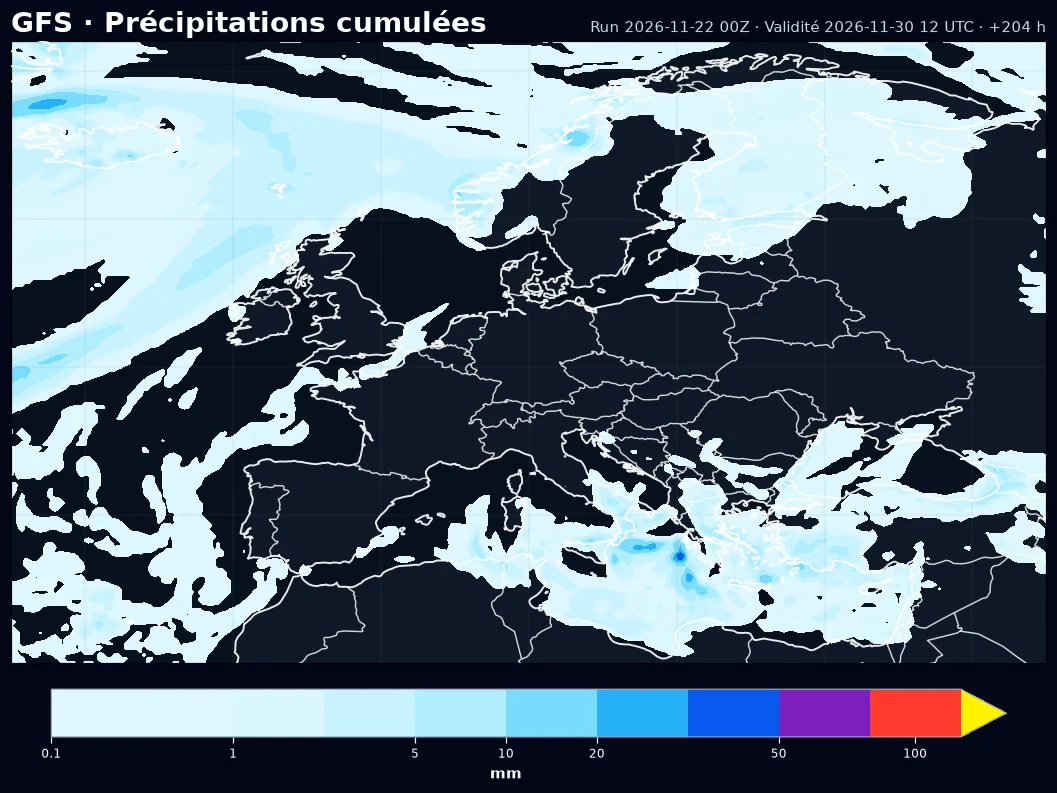 GFS · Précipitations cumulées
Run 2026-11-22 00Z · Validité 2026-11-30 12 UTC · +204 h
0.1 1 5 10 20 50 100
mm